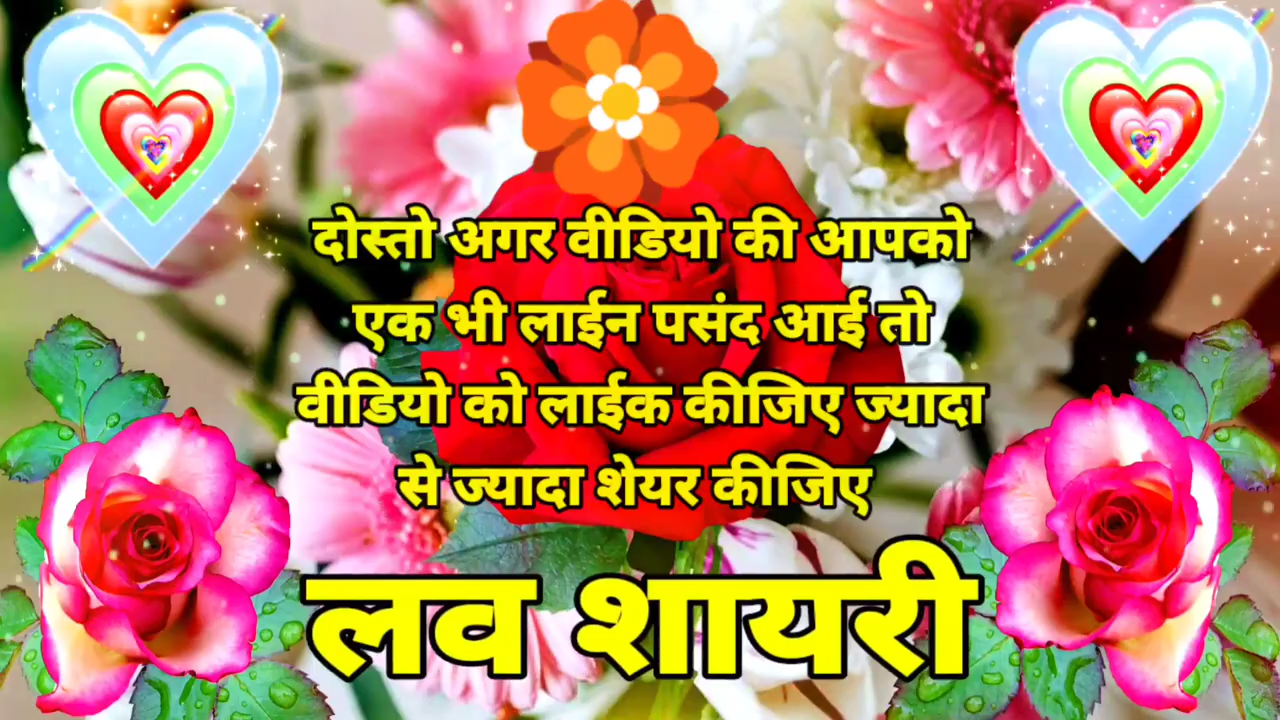 दोस्तो अगर वीडियो की आपको
एक भी लाईन पसंद आई तो
वीडियो को लाईक कीजिए ज्यादा
से ज्यादा शेयर कीजिए
लव शायरी